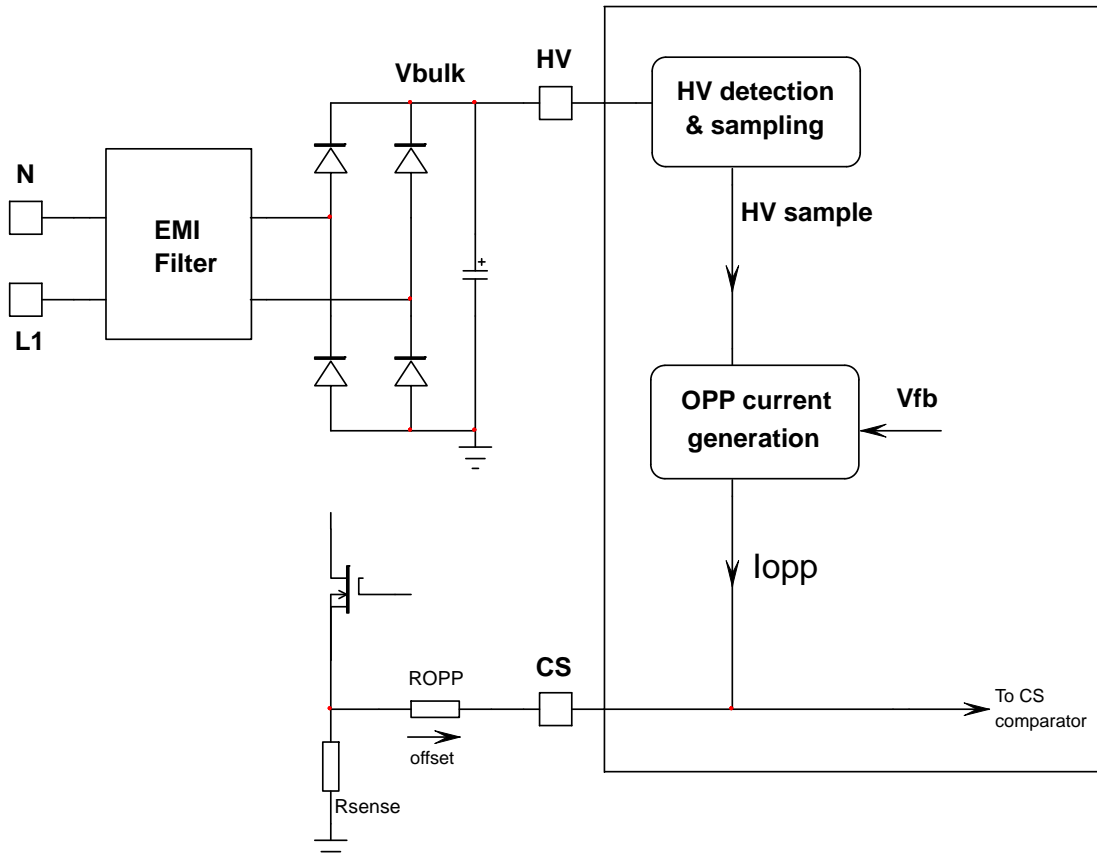 HV
Vbulk
HV detection
& sampling
N
EMI
Filter
HV sample
+
L1
OPP current
generation
Vfb
Iopp
CS
ROPP
To CS
comparator
offset
Rsense